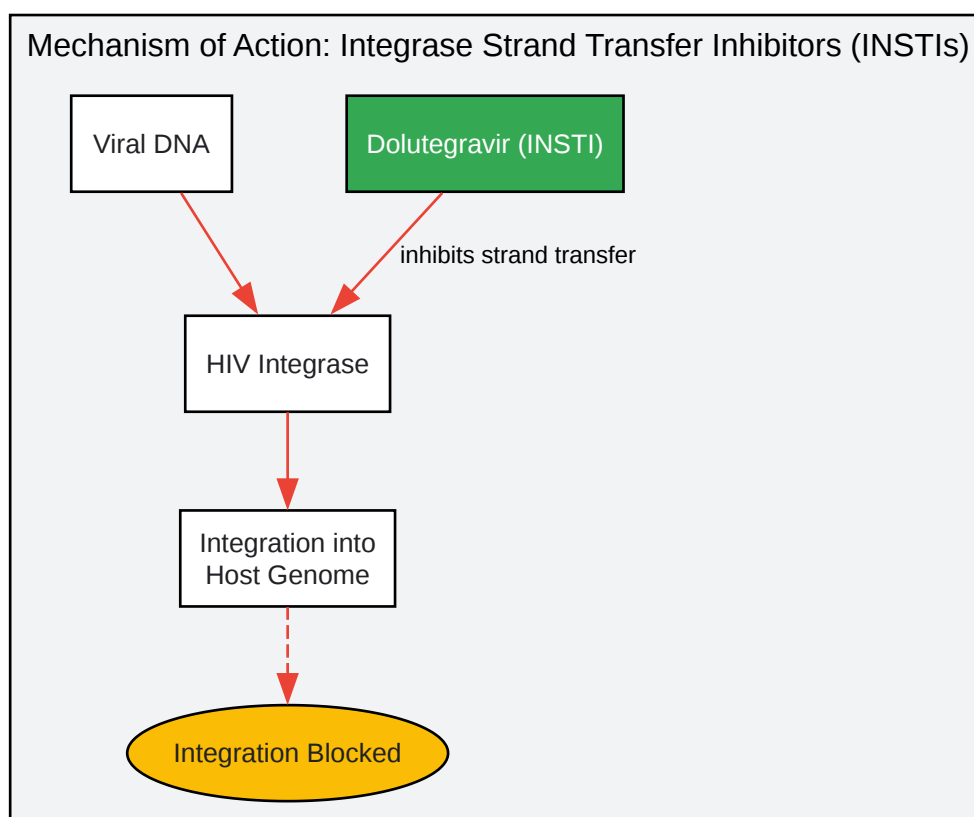 Mechanism of Action: Integrase Strand Transfer Inhibitors (INSTIs)
Viral DNA
Dolutegravir (INSTI)
inhibits strand transfer
HIV Integrase
Integration into
Host Genome
Integration Blocked